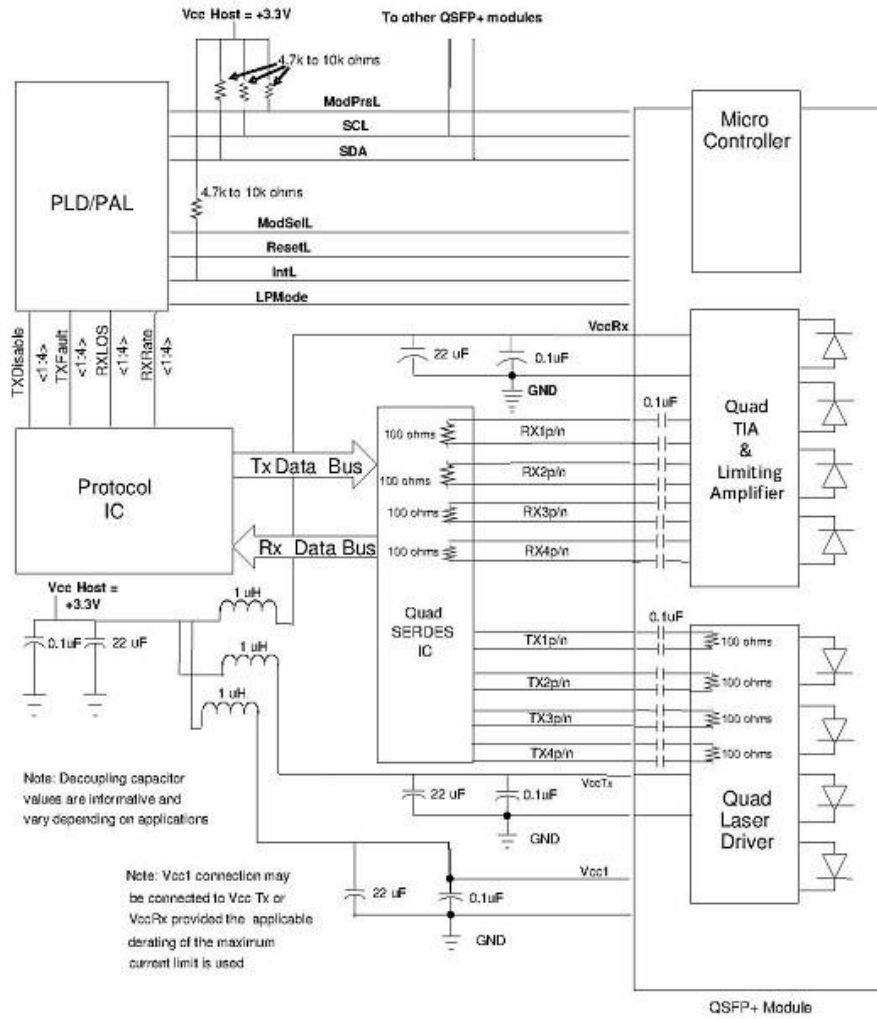 Vcc Host = +3.3V
To other QSFP+ modules
4.7k to 10k ohms
ModPrsL
SCL
SDA
PLD/PAL
Micro
Controller
4.7k to 10k ohms
ModSelL
ResetL
IntL
LPMode
TXDisable
<1:4>
TXFault
<1:4>
RXLOS
<1:4>
RXRate
<1:4>
VccRx
22 uF
0.1uF
GND
0.1uF
Quad
TIA
&
Limiting
Amplifier
100 ohms
RX1p/n
100 ohms
RX2p/n
100 ohms
RX3p/n
100 ohms
RX4p/n
Protocol
IC
Tx Data Bus
Rx Data Bus
Quad
SERDES
IC
Vcc Host =
+3.3V
0.1uF
22 uF
1 uH
1 uH
1 uH
0.1uF
TX1p/n
100 ohms
TX2p/n
100 ohms
TX3p/n
100 ohms
TX4p/n
100 ohms
VccTx
22 uF
0.1uF
GND
Quad
Laser
Driver
Note: Decoupling capacitor
values are informative and
vary depending on applications
Vcc1
22 uF
0.1uF
GND
Note: Vcc1 connection may
be connected to Vcc Tx or
VccRx provided the applicable
derating of the maximum
current limit is used
QSFP+ Module